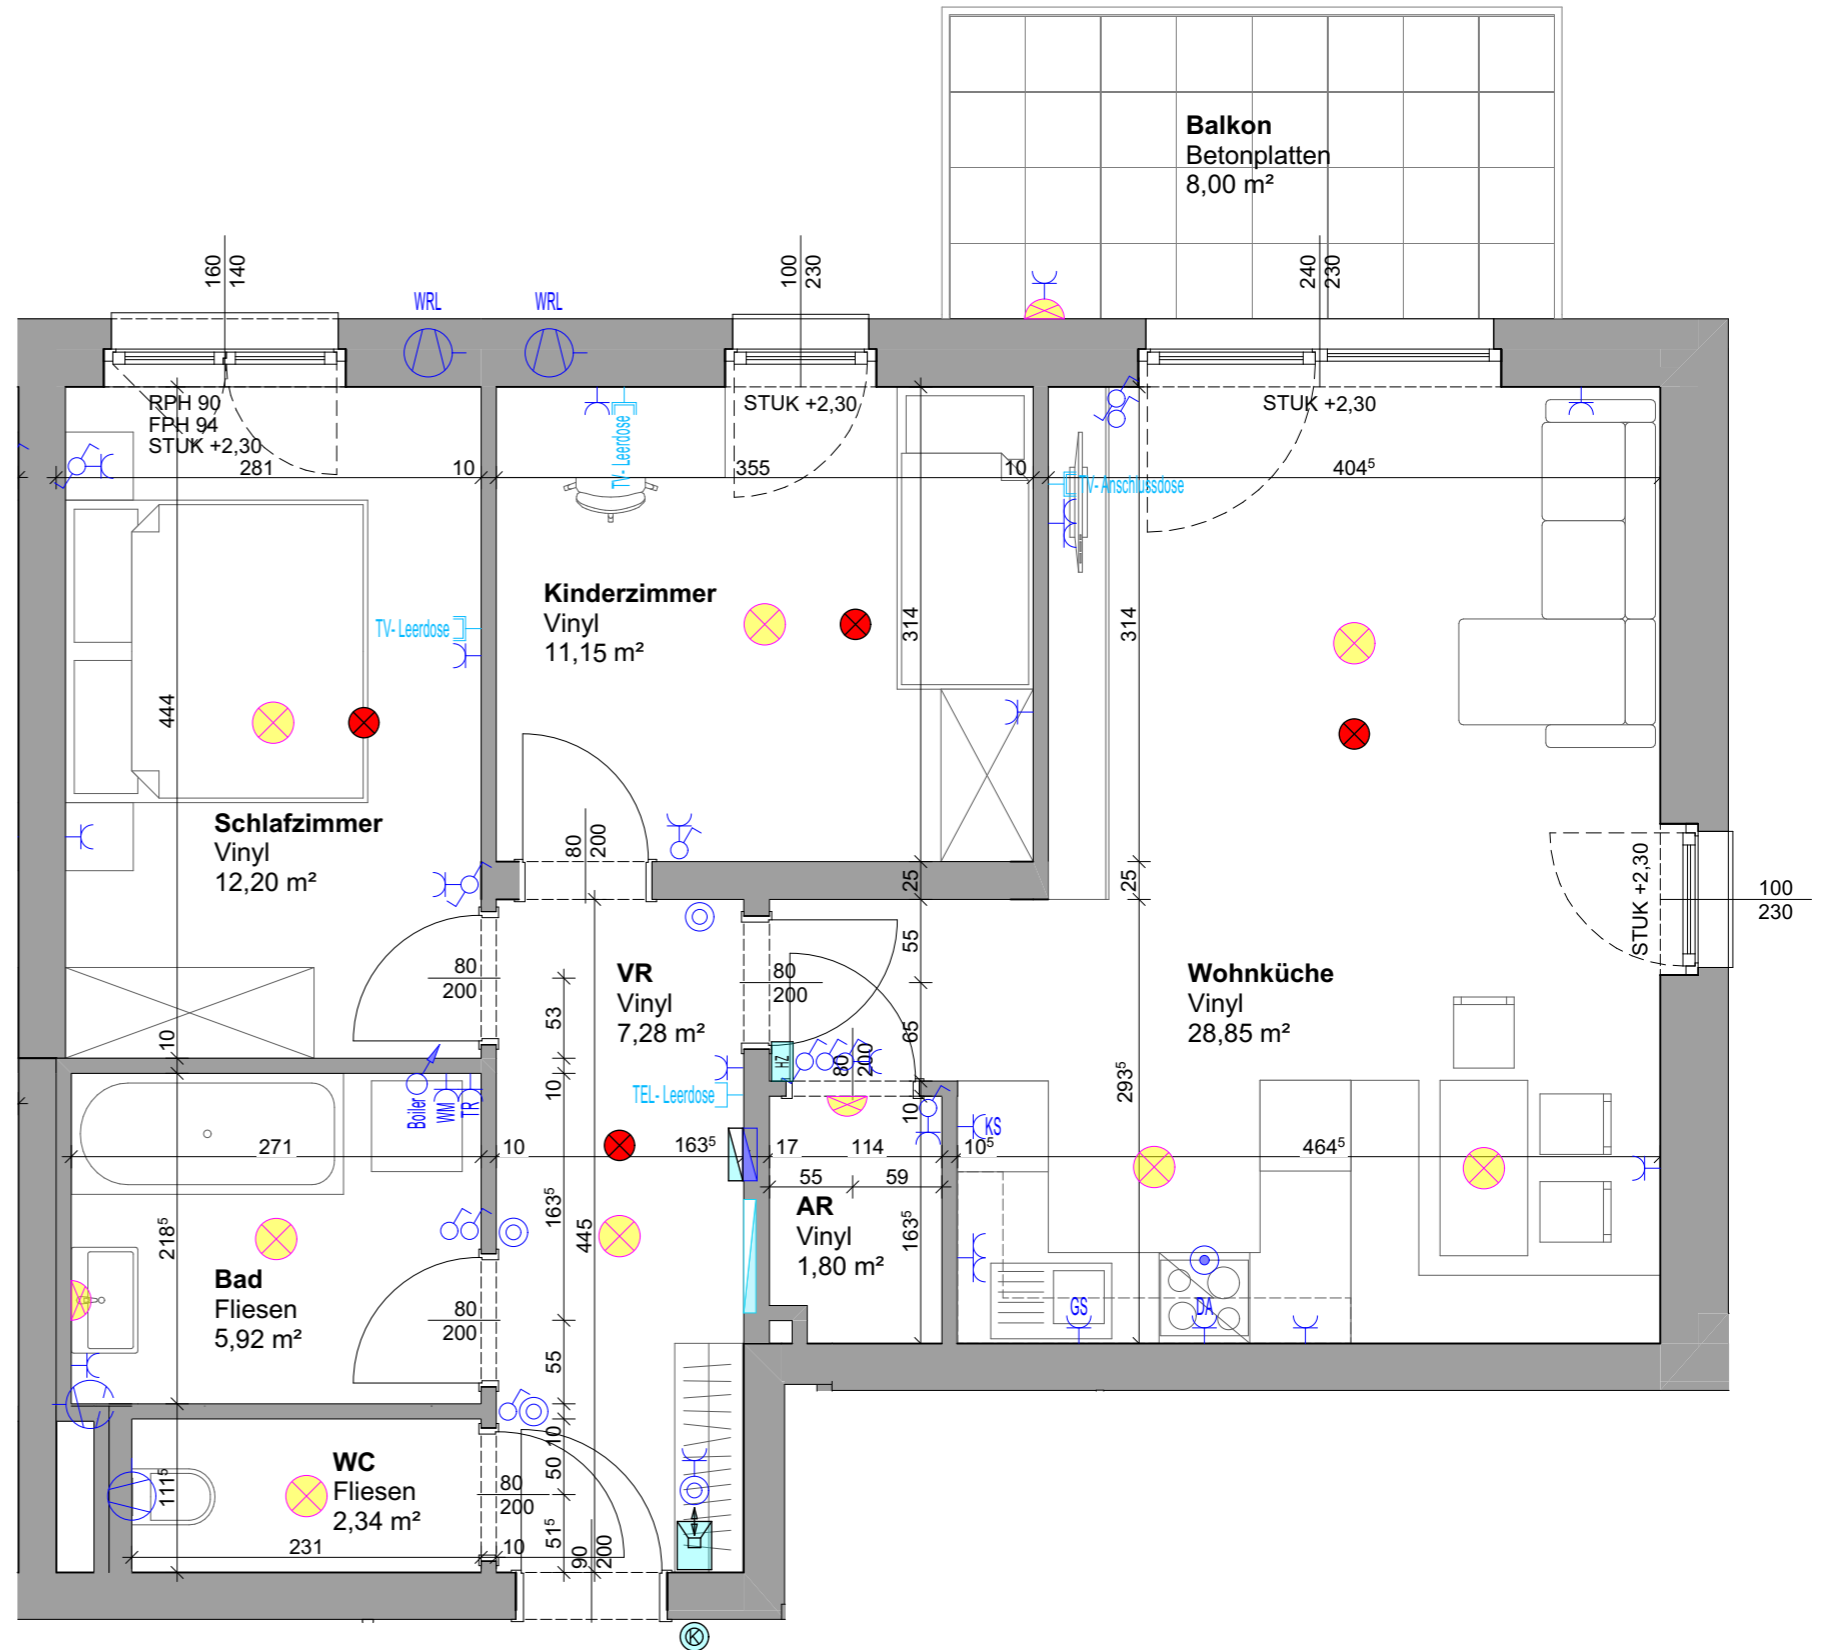 Balkon
Betonplatten
8,00 m²
160
140
100
230
240
230
WRL
WRL
RPH 90
FPH 94
STUK +2,30
STUK +2,30
STUK +2,30
281
10
355
10
404⁵
TV- Leerdose
TV- Anschlussdose
Kinderzimmer
Vinyl
11,15 m²
TV- Leerdose
314
314
444
Schlafzimmer
Vinyl
12,20 m²
80
200
25
25
STUK +2,30
100
230
55
80
200
VR
Vinyl
7,28 m²
80
200
Wohnküche
Vinyl
28,85 m²
53
10
65
HZ
80
200
10
TEL- Leerdose
Boiler
WM
TR
10
293⁵
KS
271
10
163⁵
17
114
10⁵
464⁵
55
59
AR
Vinyl
1,80 m²
163⁵
218⁵
163⁵
445
Bad
Fliesen
5,92 m²
80
200
GS
DA
55
10
WC
Fliesen
2,34 m²
111⁵
50
80
200
231
10
51⁵
90
200
K